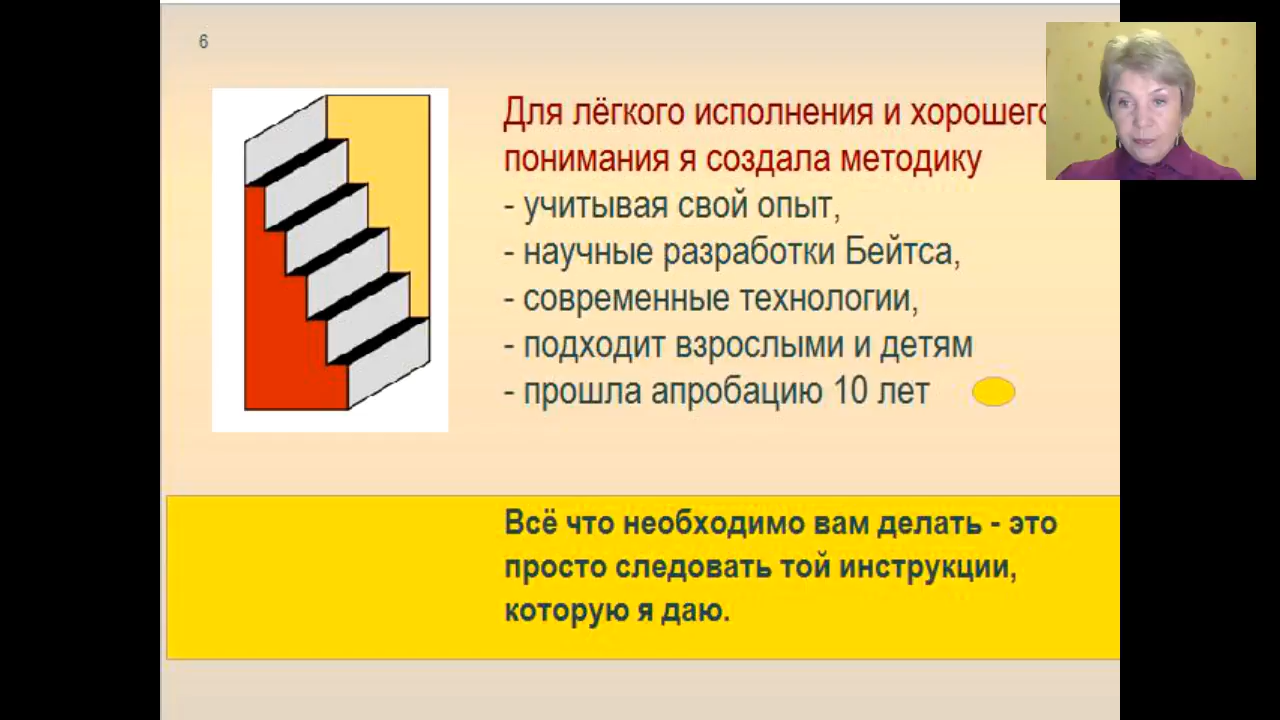 6
Для лёгкого исполнения и хорошего
понимания я создала методику
- учитывая свой опыт,
- научные разработки Бейтса,
- современные технологии,
- подходит взрослыми и детям
- прошла апробацию 10 лет
Всё что необходимо вам делать - это
просто следовать той инструкции,
которую я даю.